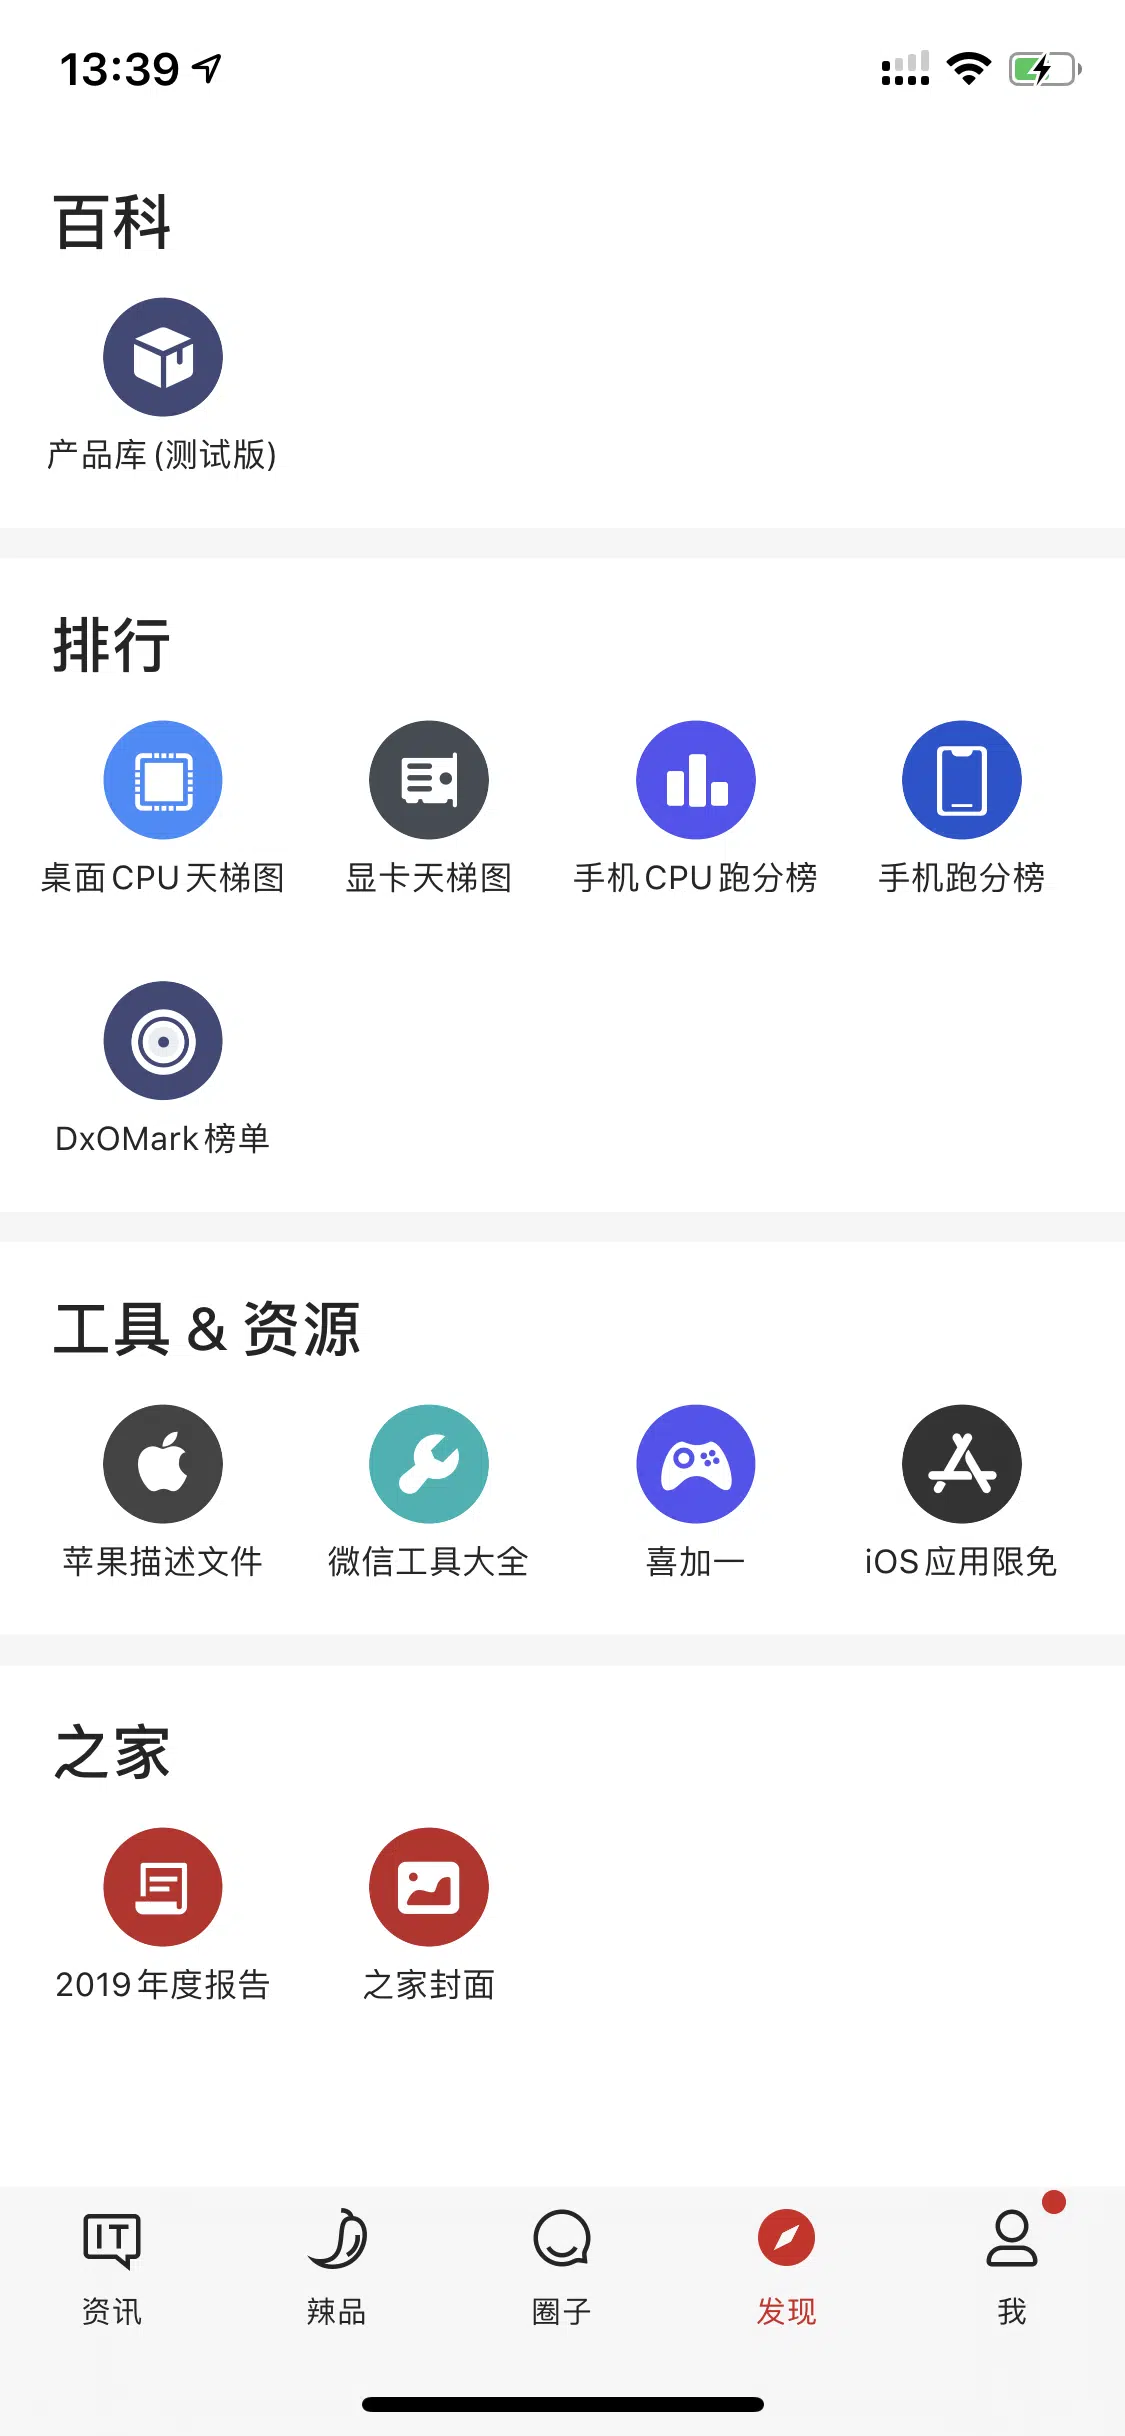 13:39
百科
产品库(测试版)
排行
桌面CPU天梯图
显卡天梯图
手机CPU跑分榜
手机跑分榜
DxOMark榜单
工具 & 资源
苹果描述文件
微信工具大全
喜加一
iOS应用限免
之家
2019年度报告
之家封面
IT
资讯
辣品
圈子
发现
我